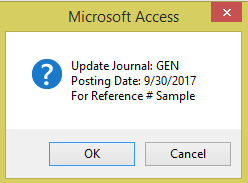 Microsoft Access
Update Journal: GEN
Posting Date: 9/30/2017
For Reference # Sample
OK
Cancel